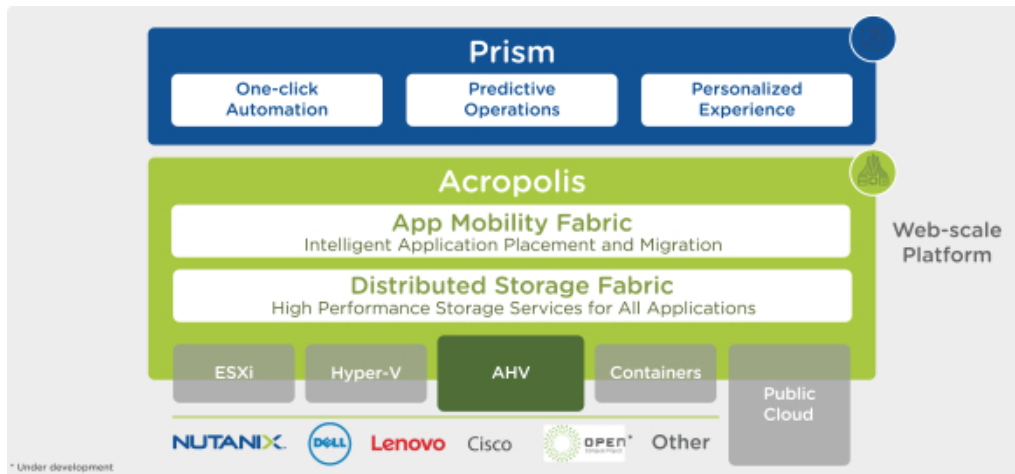 Prism
One-click
Automation
Predictive
Operations
Personalized
Experience
Acropolis
App Mobility Fabric
Intelligent Application Placement and Migration
Distributed Storage Fabric
High Performance Storage Services for All Applications
Web-scale
Platform
ESXi
Hyper-V
AHV
Containers
Public
Cloud
NUTANIX
DELL
Lenovo
Cisco
OPEN*
Other
* Under development